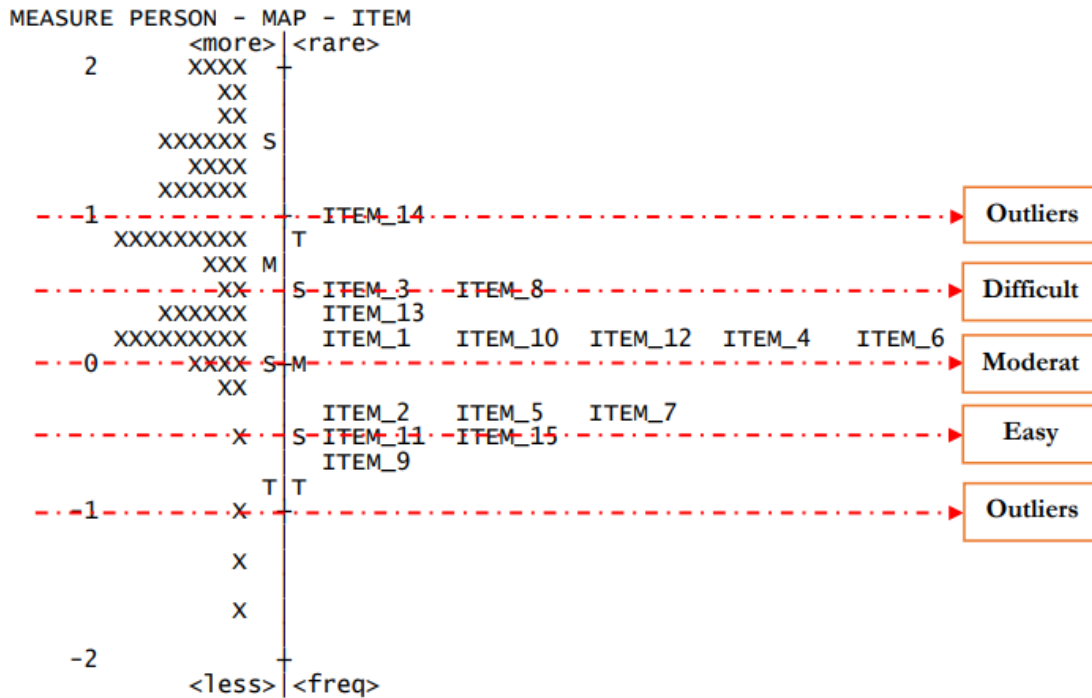 MEASURE PERSON - MAP - ITEM
<more>|<rare>
2 XXXX +
XX |
XX |
XXXXXX S|
XXXX |
XXXXXX |
1 + ITEM_14 Outliers
XXXXXXXXX |T
XXX M|
XX |S ITEM_3 ITEM_8 Difficult
XXXXXX | ITEM_13
XXXXXXXXX | ITEM_1 ITEM_10 ITEM_12 ITEM_4 ITEM_6
0 XXXX S+M Moderat
XX |
| ITEM_2 ITEM_5 ITEM_7
X |S ITEM_11 ITEM_15 Easy
| ITEM_9
T|T
-1 X + Outliers
|
X |
|
X |
|
-2 +
<less>|<freq>